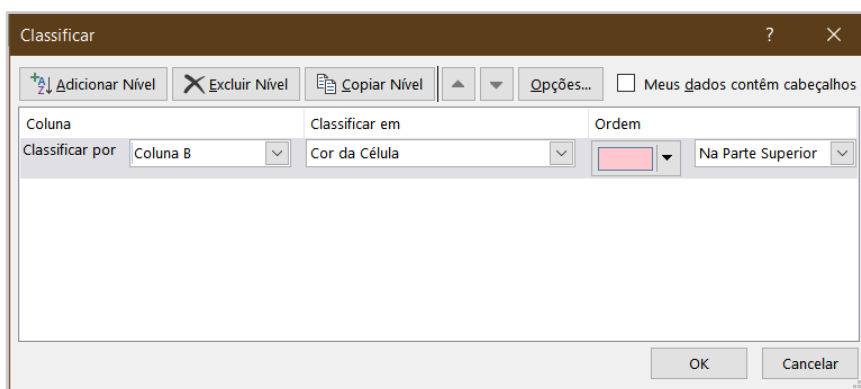 Classificar ?
Adicionar Nível Excluir Nível Copiar Nível Opções... Meus dados contêm cabeçalhos
Coluna Classificar em Ordem
Classificar por Coluna B Cor da Célula Na Parte Superior
OK Cancelar